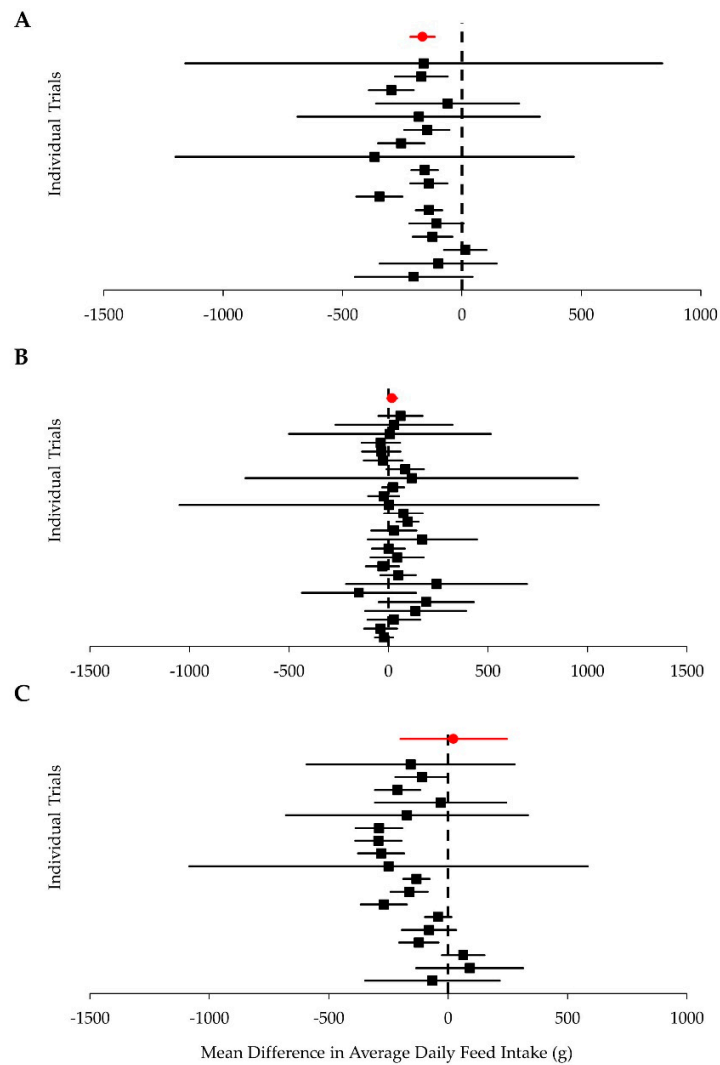 A
Individual Trials
-1500 -1000 -500 0 500 1000
B
Individual Trials
-1500 -1000 -500 0 500 1000 1500
C
Individual Trials
-1500 -1000 -500 0 500 1000
Mean Difference in Average Daily Feed Intake (g)